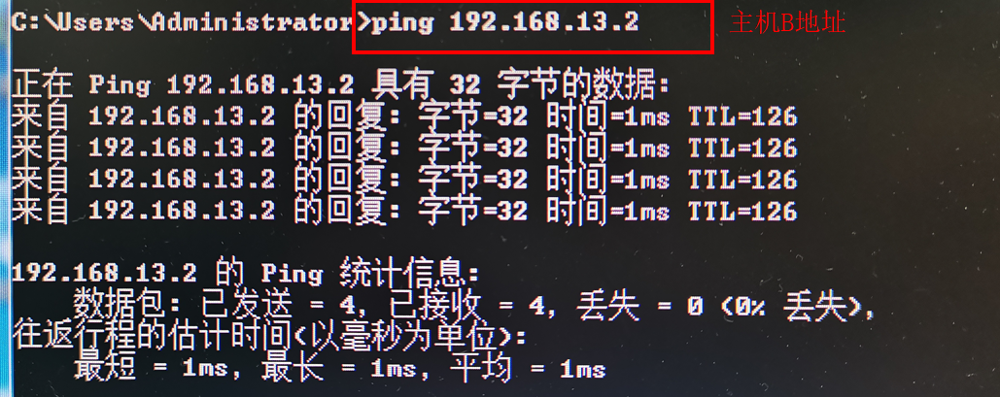 C:\Users\Administrator>ping 192.168.13.2
主机B地址
正在 Ping 192.168.13.2 具有 32 字节的数据:
来自 192.168.13.2 的回复: 字节=32 时间=1ms TTL=126
来自 192.168.13.2 的回复: 字节=32 时间=1ms TTL=126
来自 192.168.13.2 的回复: 字节=32 时间=1ms TTL=126
来自 192.168.13.2 的回复: 字节=32 时间=1ms TTL=126
192.168.13.2 的 Ping 统计信息:
数据包: 已发送 = 4, 已接收 = 4, 丢失 = 0 (0% 丢失),
往返行程的估计时间(以毫秒为单位):
最短 = 1ms, 最长 = 1ms, 平均 = 1ms